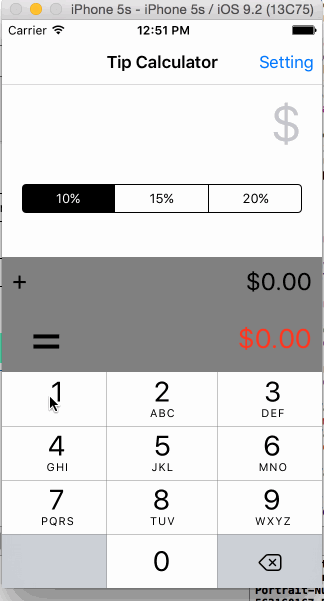 iPhone 5s - iPhone 5s / iOS 9.2 (13C75)
Carrier 12:51 PM
Tip Calculator Setting
$
10% 15% 20%
+ $0.00
= $0.00
1 2 3
ABC DEF
4 5 6
GHI JKL MNO
7 8 9
PQRS TUV WXYZ
0
Portrait-Nu